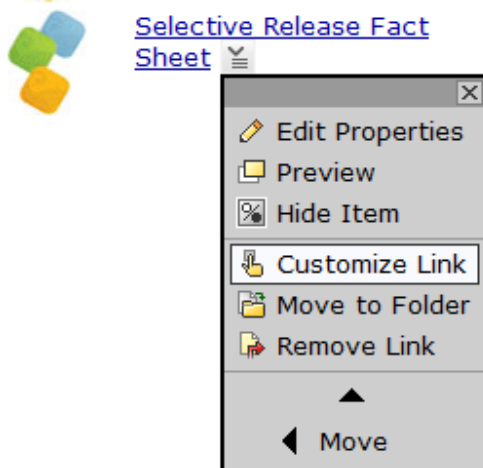 Selective Release Fact
Sheet
Edit Properties
Preview
Hide Item
Customize Link
Move to Folder
Remove Link
Move